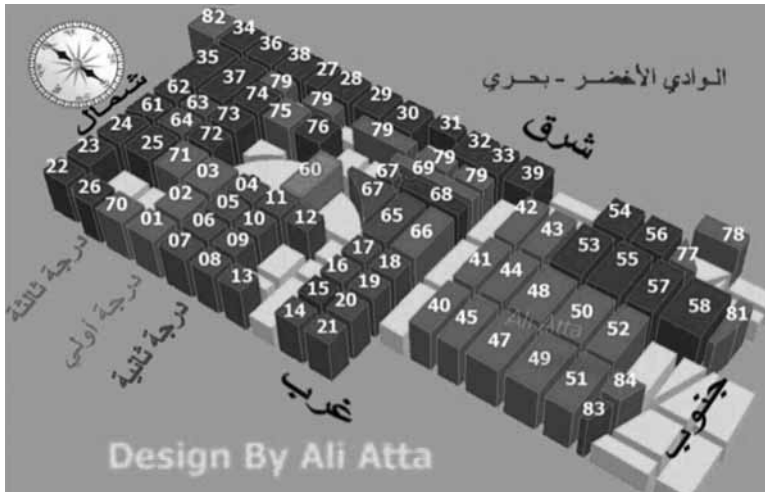 82 34
36
35 38
37 79 27
62 74 28
61 63 75 79 29
24 64 73 76 30
23 25 72 79 31
22 71 60 32
26 03 67 69 79 33
70 02 04 67 68 79 39
01 05 11
06 10 12 65 42 54
07 09 17 66 43 56 78
08 16 18 41 53 77
13 15 19 44 55
14 20 48 57
21 40 45 50 58 81
47 52
49
51 84
83
الوادي الأخضر - بحري
شمال
شرق
غرب
جنوب
درجة ثالثة
درجة اولي
درجة ثانية
Ali Atta
Design By Ali Atta